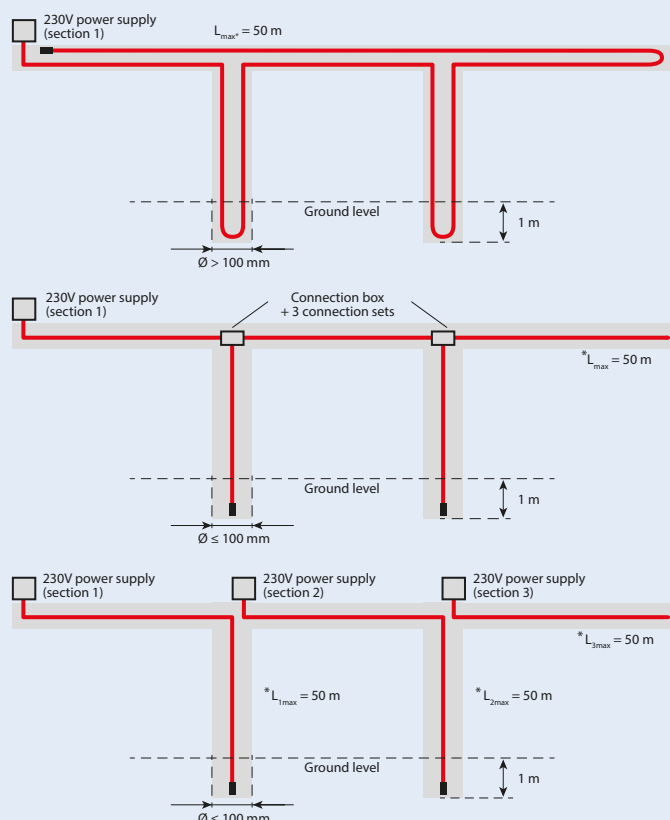 230V power supply
(section 1)
Lmax* = 50 m
Ground level
1 m
Ø > 100 mm
230V power supply
(section 1)
Connection box
+ 3 connection sets
*Lmax = 50 m
Ground level
1 m
Ø ≤ 100 mm
230V power supply
(section 1)
230V power supply
(section 2)
230V power supply
(section 3)
*L3max = 50 m
*L1max = 50 m
*L2max = 50 m
Ground level
1 m
Ø ≤ 100 mm